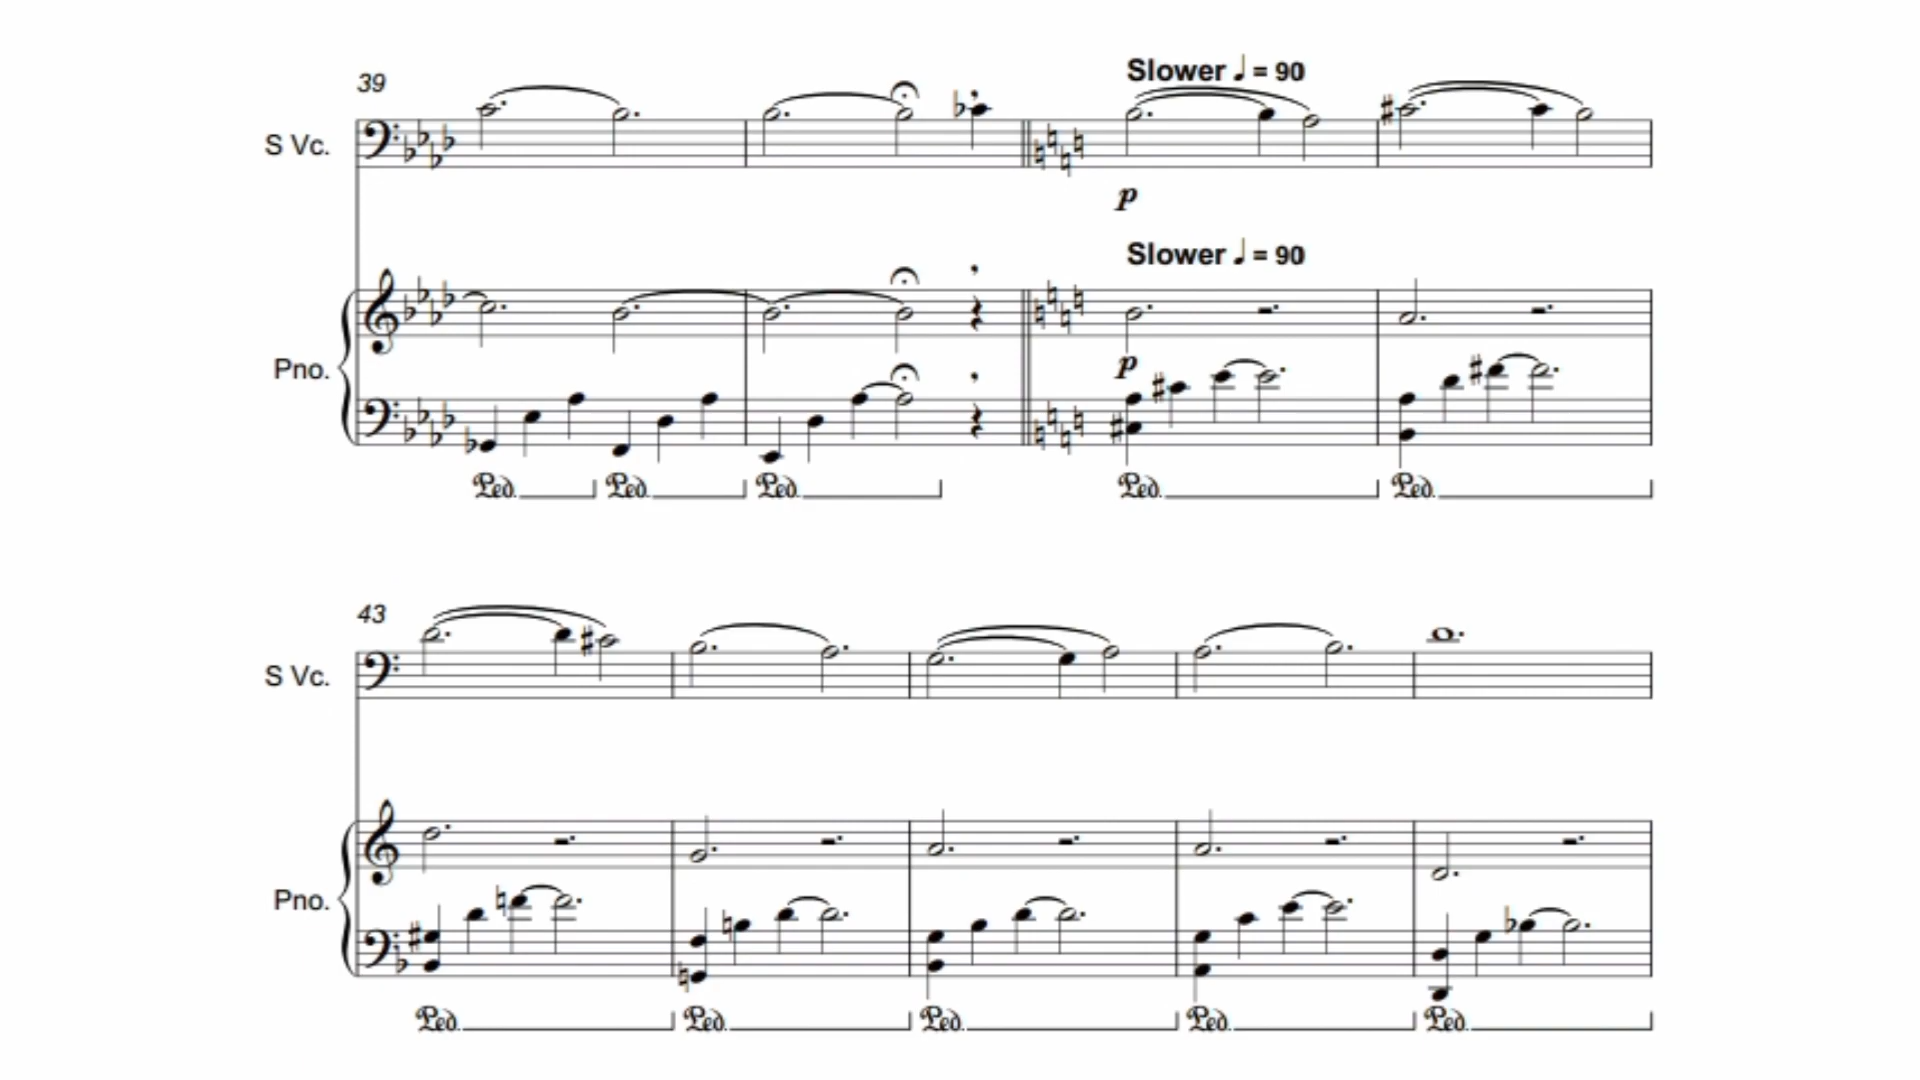 39
Slower ♩ = 90
S Vc.
p
Slower ♩ = 90
Pno.
p
Ped. Ped. Ped. Ped. Ped.
43
S Vc.
Pno.
Ped. Ped. Ped. Ped. Ped.